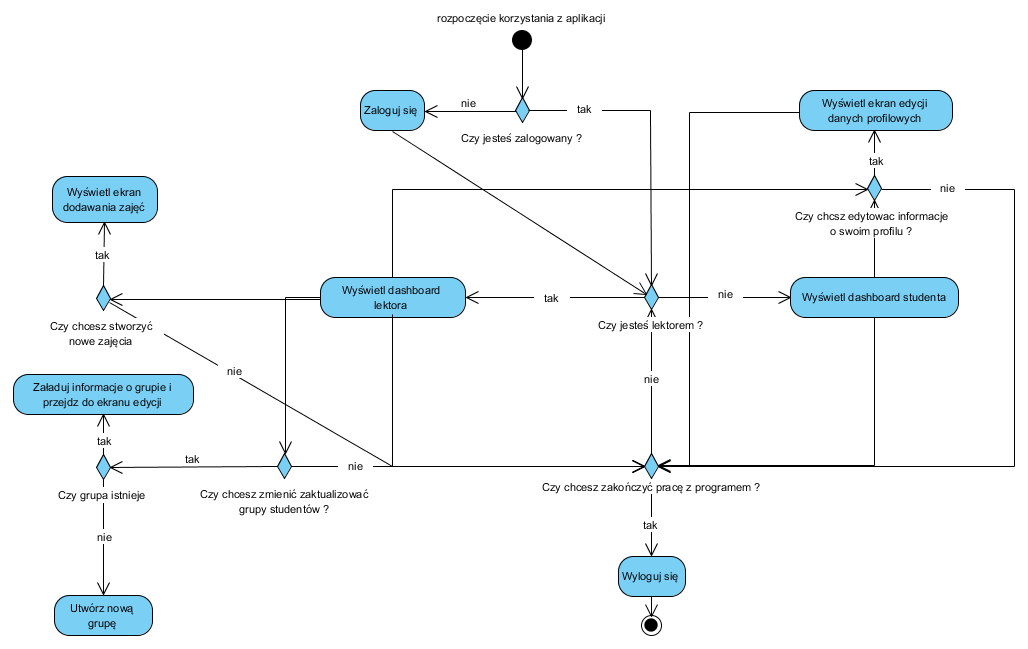 rozpoczęcie korzystania z aplikacji
Zaloguj się
nie
tak
Czy jesteś zalogowany ?
Wyświetl ekran edycji
danych profilowych
tak
nie
Czy chcsz edytowac informacje
o swoim profilu ?
Wyświetl ekran
dodawania zajęć
tak
Czy chcesz stworzyć
nowe zajęcia
nie
Wyświetl dashboard
lektora
tak
Czy jesteś lektorem ?
nie
Wyświetl dashboard studenta
nie
Załaduj informacje o grupie i
przejdz do ekranu edycji
tak
Czy grupa istnieje
tak
nie
Czy chcesz zmienić zaktualizować
grupy studentów ?
Czy chcesz zakończyć pracę z programem ?
nie
tak
Utwórz nową
grupę
Wyloguj się